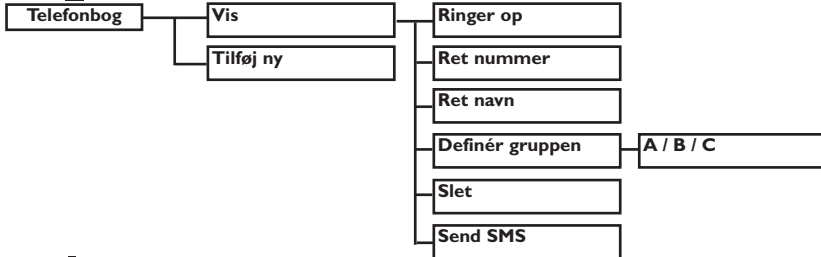 Telefonbog
Vis
Ringer op
Tilføj ny
Ret nummer
Ret navn
Definér gruppen
A / B / C
Slet
Send SMS